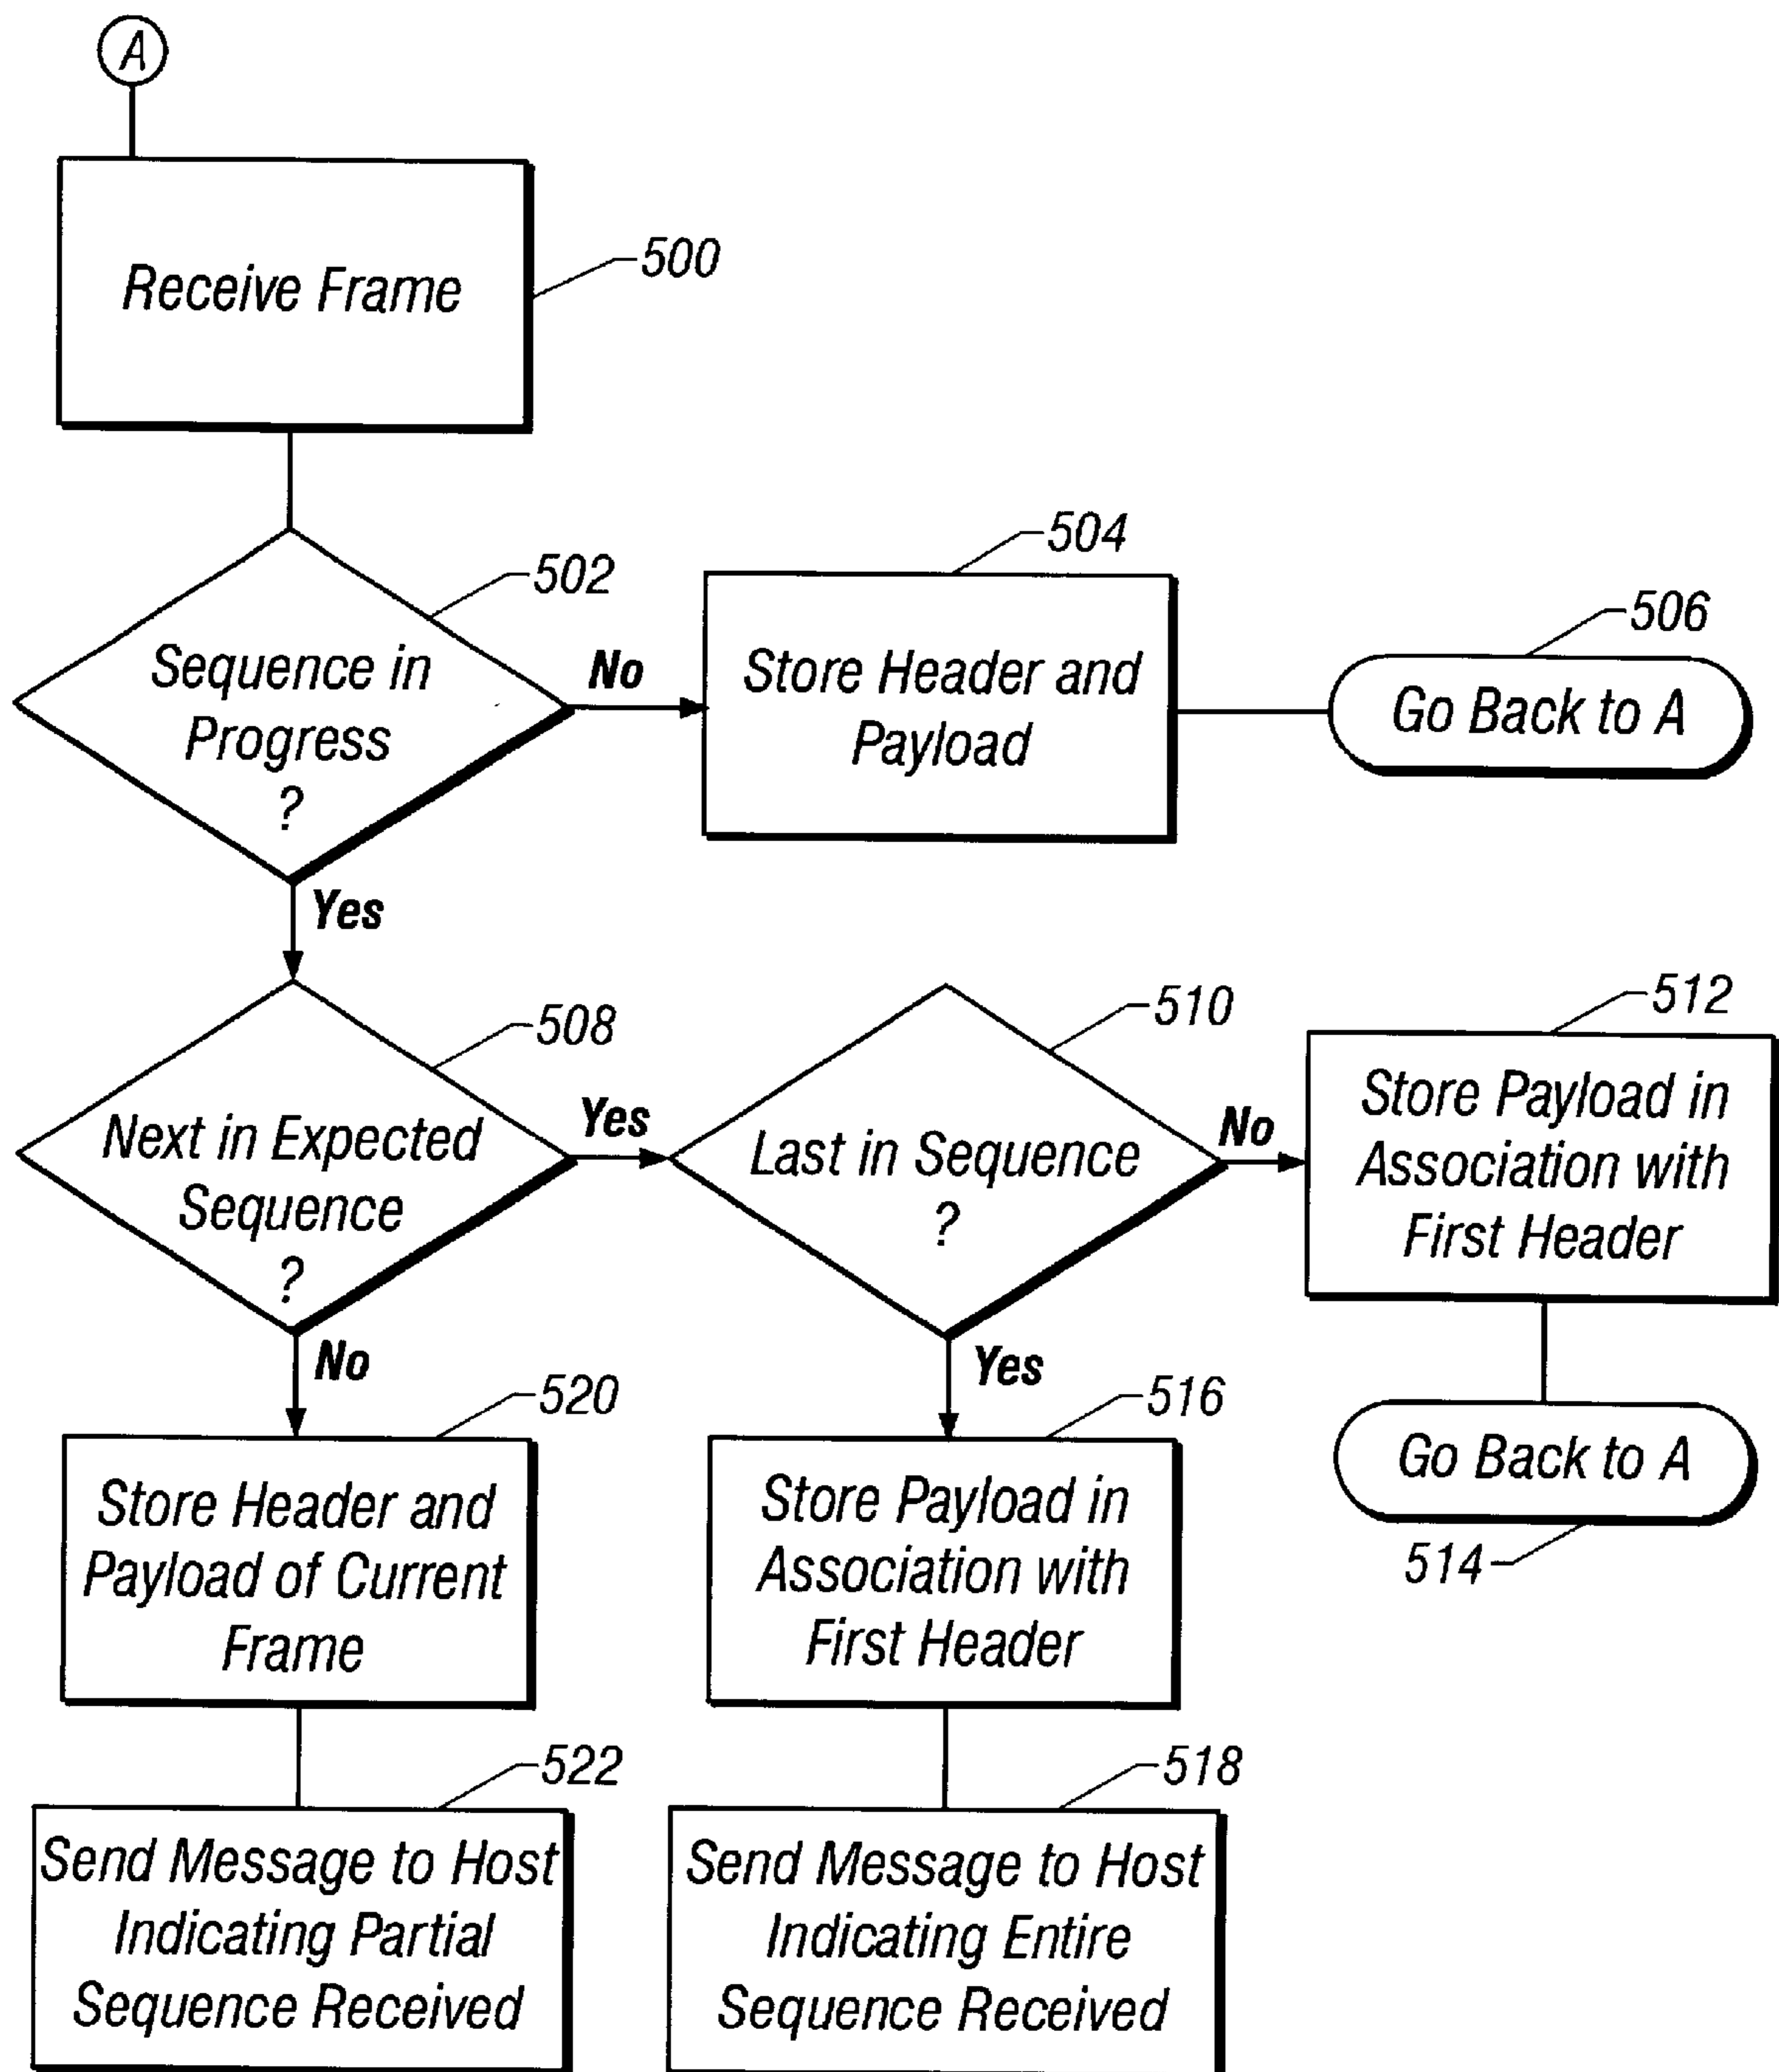 A
Receive Frame
500
502
Sequence in
Progress
?
No
504
Store Header and
Payload
506
Go Back to A
Yes
508
Next in Expected
Sequence
?
Yes
510
Last in Sequence
?
No
512
Store Payload in
Association with
First Header
Go Back to A
514
No
520
Store Header and
Payload of Current
Frame
Yes
516
Store Payload in
Association with
First Header
522
Send Message to Host
Indicating Partial
Sequence Received
518
Send Message to Host
Indicating Entire
Sequence Received